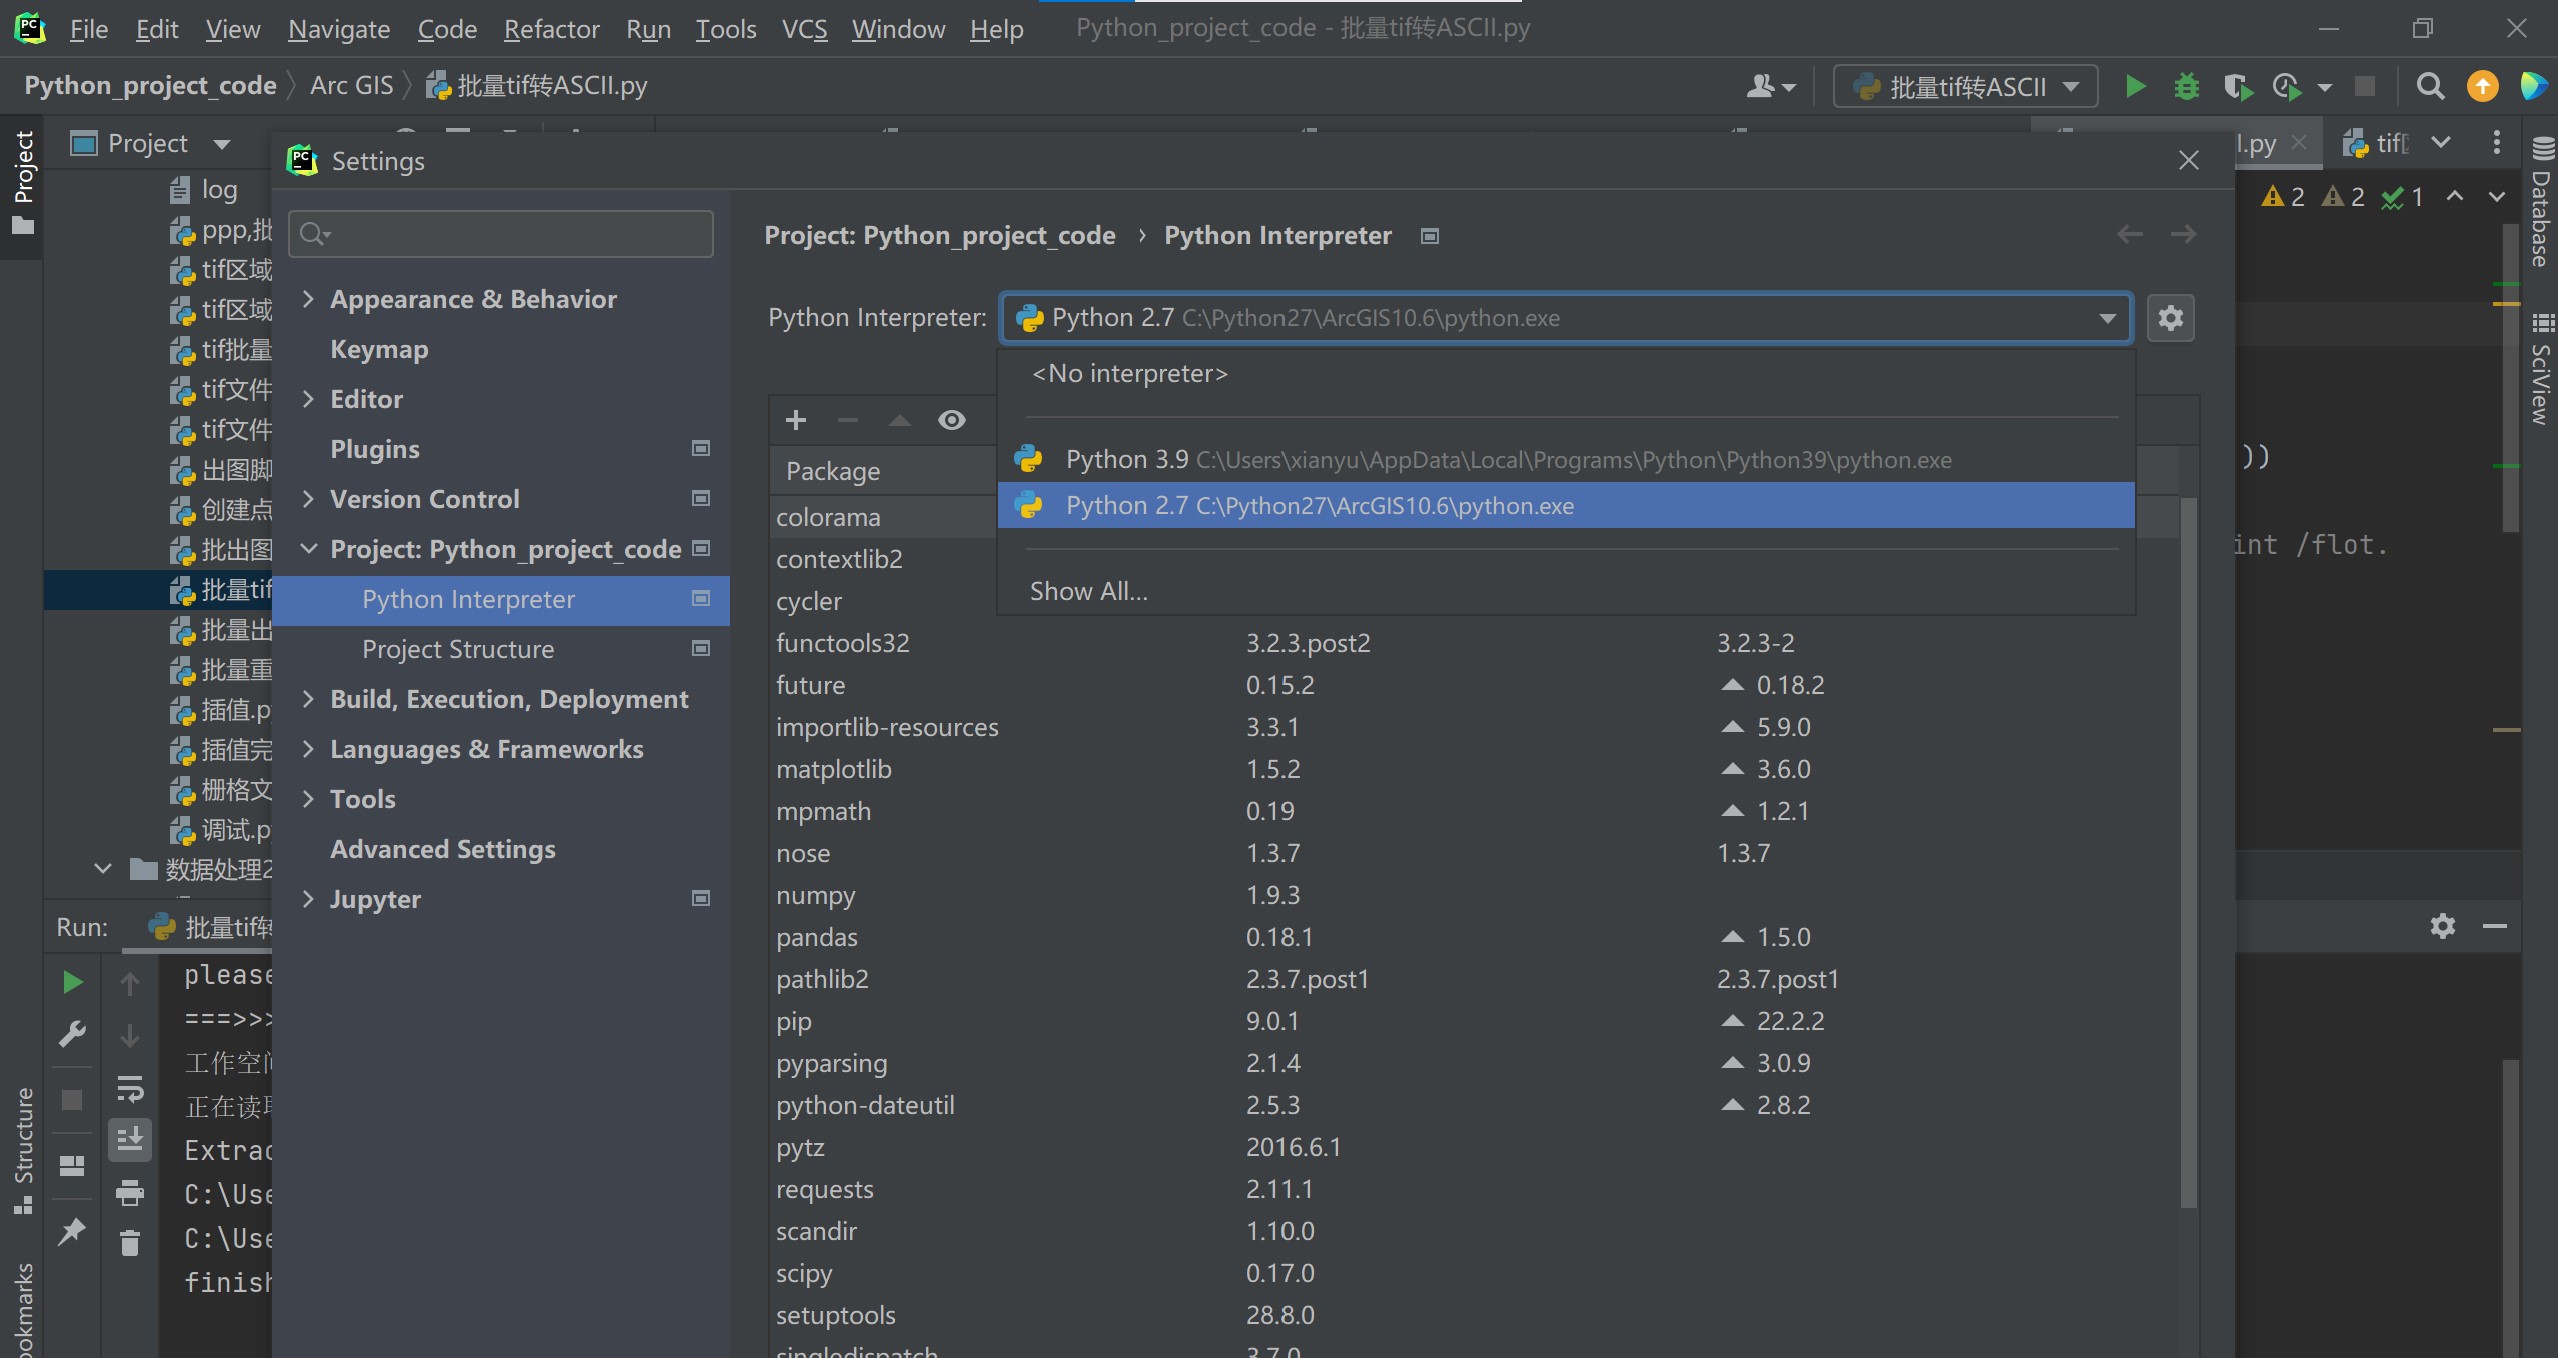 File Edit View Navigate Code Refactor Run Tools VCS Window Help Python_project_code - 批量tif转ASCII.py
Python_project_code Arc GIS 批量tif转ASCII.py 批量tif转ASCII
Project
Project
log
ppp,批
tif区域
tif区域
tif批量
tif文件
tif文件
出图脚
创建点
批出图
批量tif
批量出
批量重
插值.py
插值完
栅格文
调试.py
数据处理2
Settings
Appearance & Behavior
Keymap
Editor
Plugins
Version Control
Project: Python_project_code
Python Interpreter
Project Structure
Build, Execution, Deployment
Languages & Frameworks
Tools
Advanced Settings
Jupyter
Project: Python_project_code › Python Interpreter
Python Interpreter: Python 2.7 C:\Python27\ArcGIS10.6\python.exe
<No interpreter>
Python 3.9 C:\Users\xianyu\AppData\Local\Programs\Python\Python39\python.exe
Python 2.7 C:\Python27\ArcGIS10.6\python.exe
Show All...
Package
colorama
contextlib2
cycler
functools32 3.2.3.post2 3.2.3-2
future 0.15.2 0.18.2
importlib-resources 3.3.1 5.9.0
matplotlib 1.5.2 3.6.0
mpmath 0.19 1.2.1
nose 1.3.7 1.3.7
numpy 1.9.3
pandas 0.18.1 1.5.0
pathlib2 2.3.7.post1 2.3.7.post1
pip 9.0.1 22.2.2
pyparsing 2.1.4 3.0.9
python-dateutil 2.5.3 2.8.2
pytz 2016.6.1
requests 2.11.1
scandir 1.10.0
scipy 0.17.0
setuptools 28.8.0
singledispatch 3.7.0
l.py tif
2 2 1
))
int /flot.
Database
SciView
Run: 批量tif转
please
===>>>
工作空间
正在读取
Extrac
C:\Use
C:\Use
finish
Structure
ookmarks